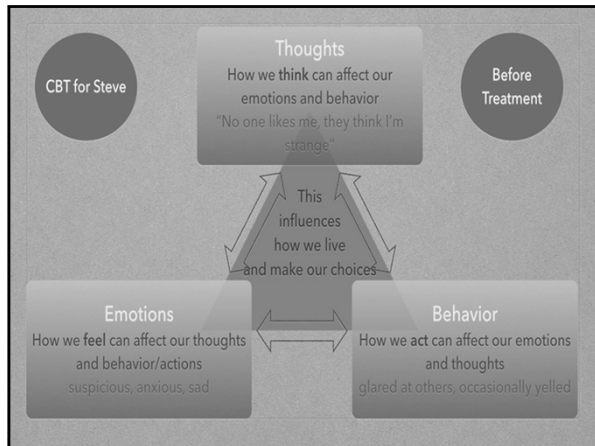 CBT for Steve
Thoughts
How we think can affect our
emotions and behavior
“No one likes me, they think I’m
strange”
Before
Treatment
This
influences
how we live
and make our choices
Emotions
How we feel can affect our thoughts
and behavior/actions
suspicious, anxious, sad
Behavior
How we act can affect our emotions
and thoughts
glared at others, occasionally yelled